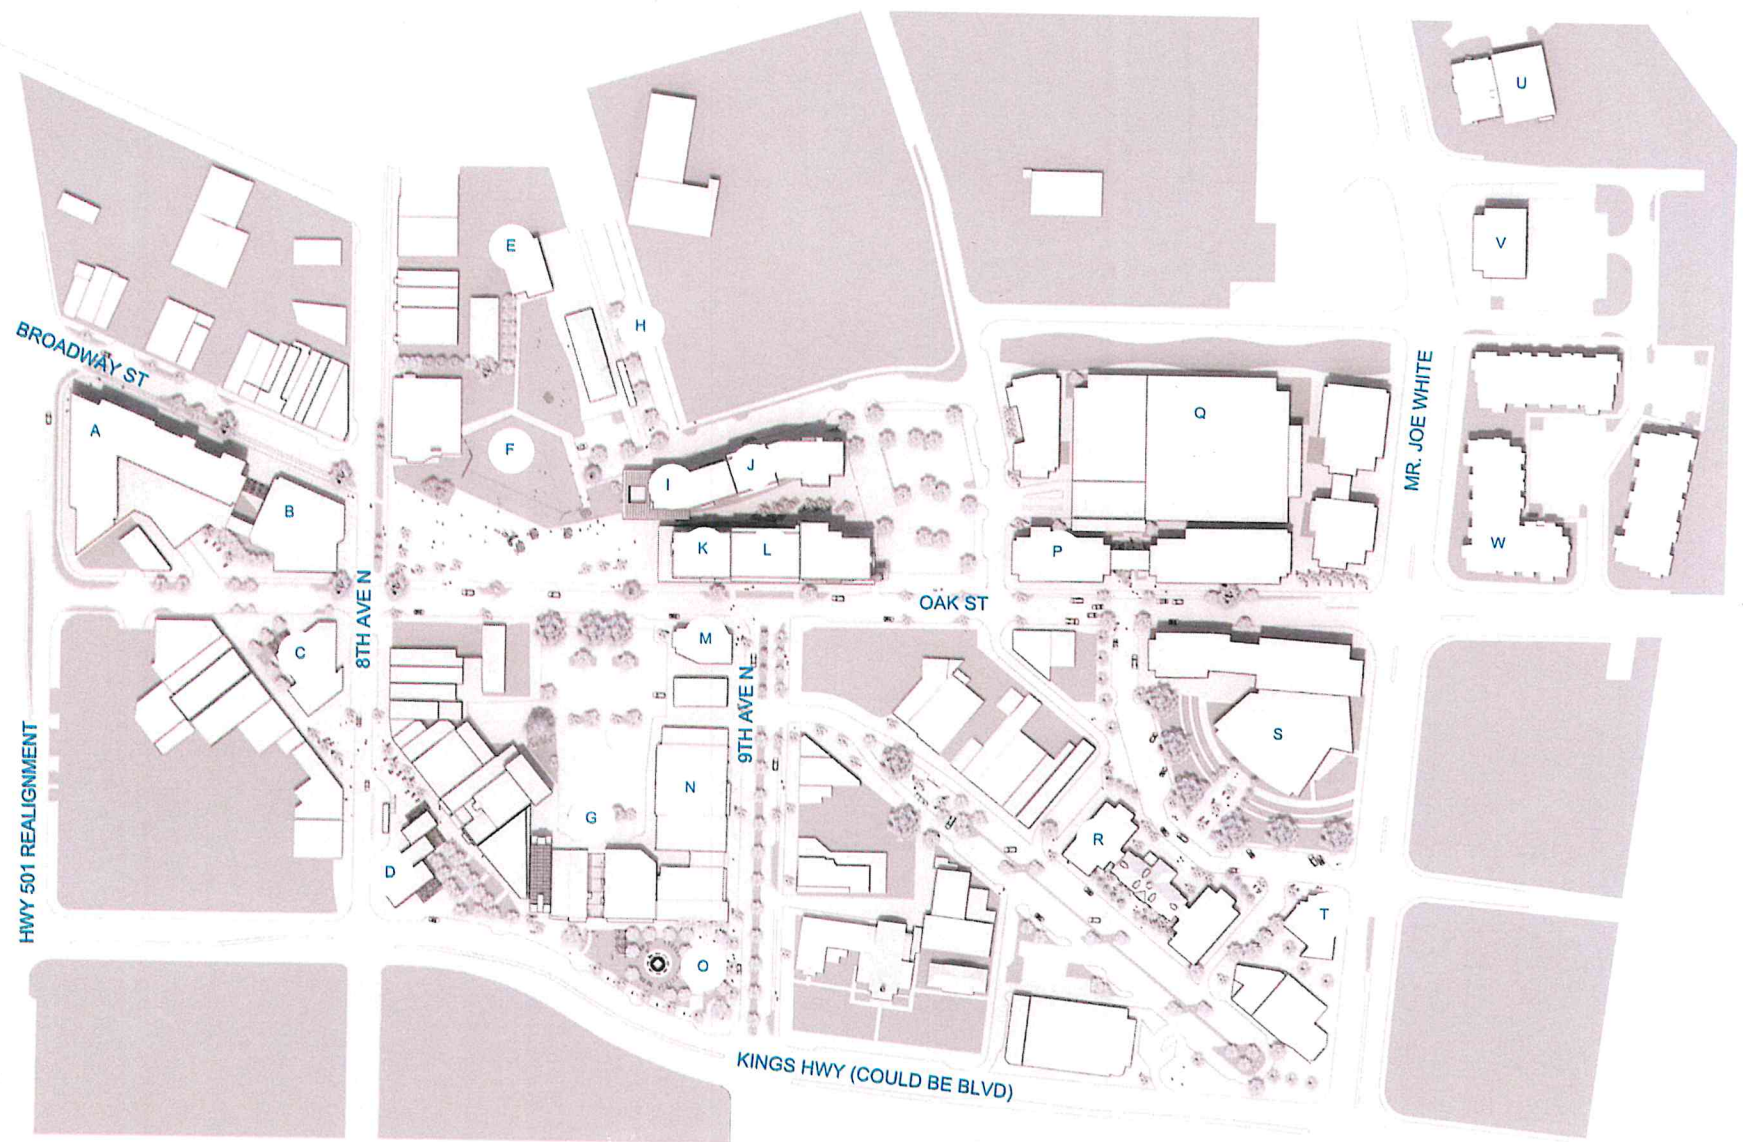 U
V
E
H
BROADWAY ST
MR. JOE WHITE
Q
A
F
J
I
B
K
L
P
W
OAK ST
8TH AVE N
C
M
9TH AVE N
S
HWY 501 REALIGNMENT
N
G
R
D
T
O
KINGS HWY (COULD BE BLVD)